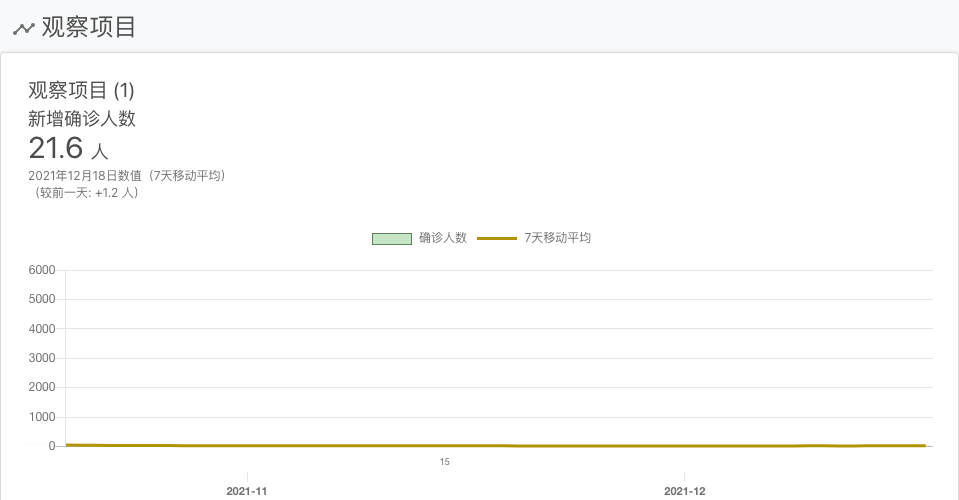 观察项目
观察项目 (1)
新增确诊人数
21.6 人
2021年12月18日数值（7天移动平均）
（较前一天: +1.2 人）
确诊人数 7天移动平均
6000
5000
4000
3000
2000
1000
0
15
2021-11 2021-12